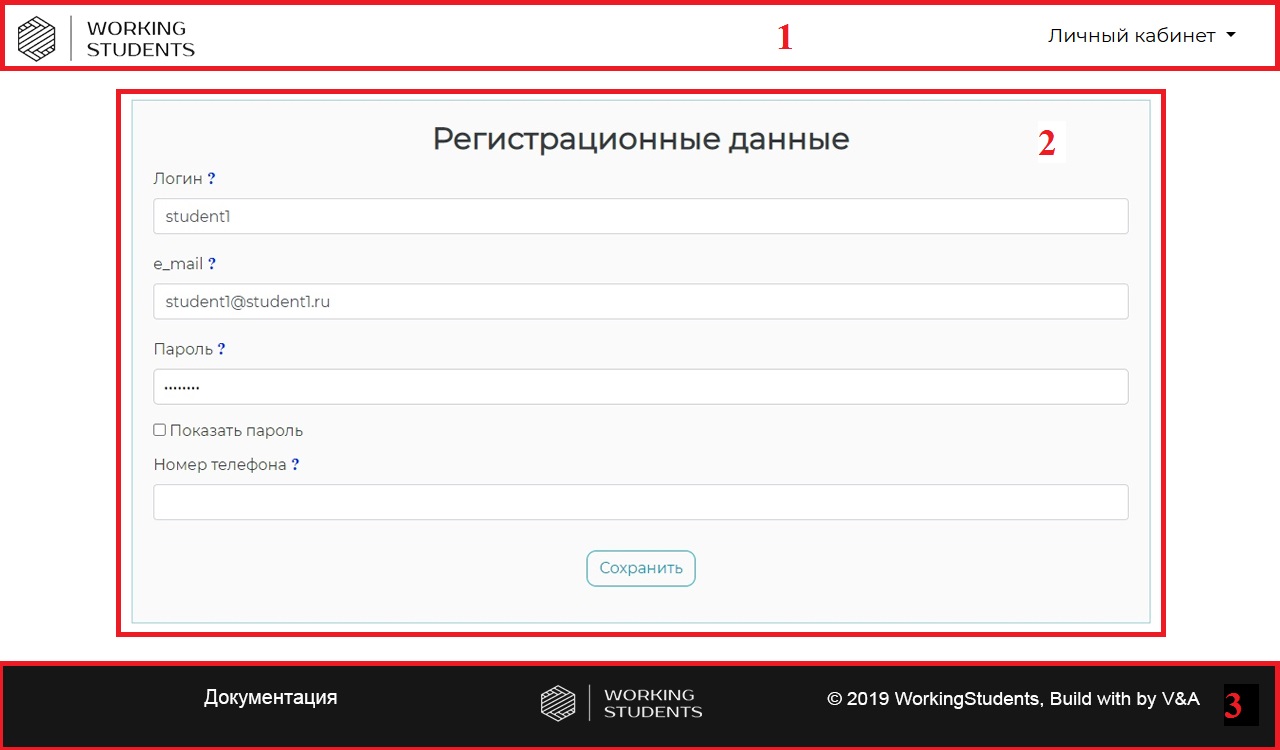 WORKING
STUDENTS
1
Личный кабинет
Регистрационные данные
2
Логин ?
student1
e_mail ?
student1@student1.ru
Пароль ?
••••••••
Показать пароль
Номер телефона ?
Сохранить
Документация
WORKING
STUDENTS
© 2019 WorkingStudents, Build with by V&A
3